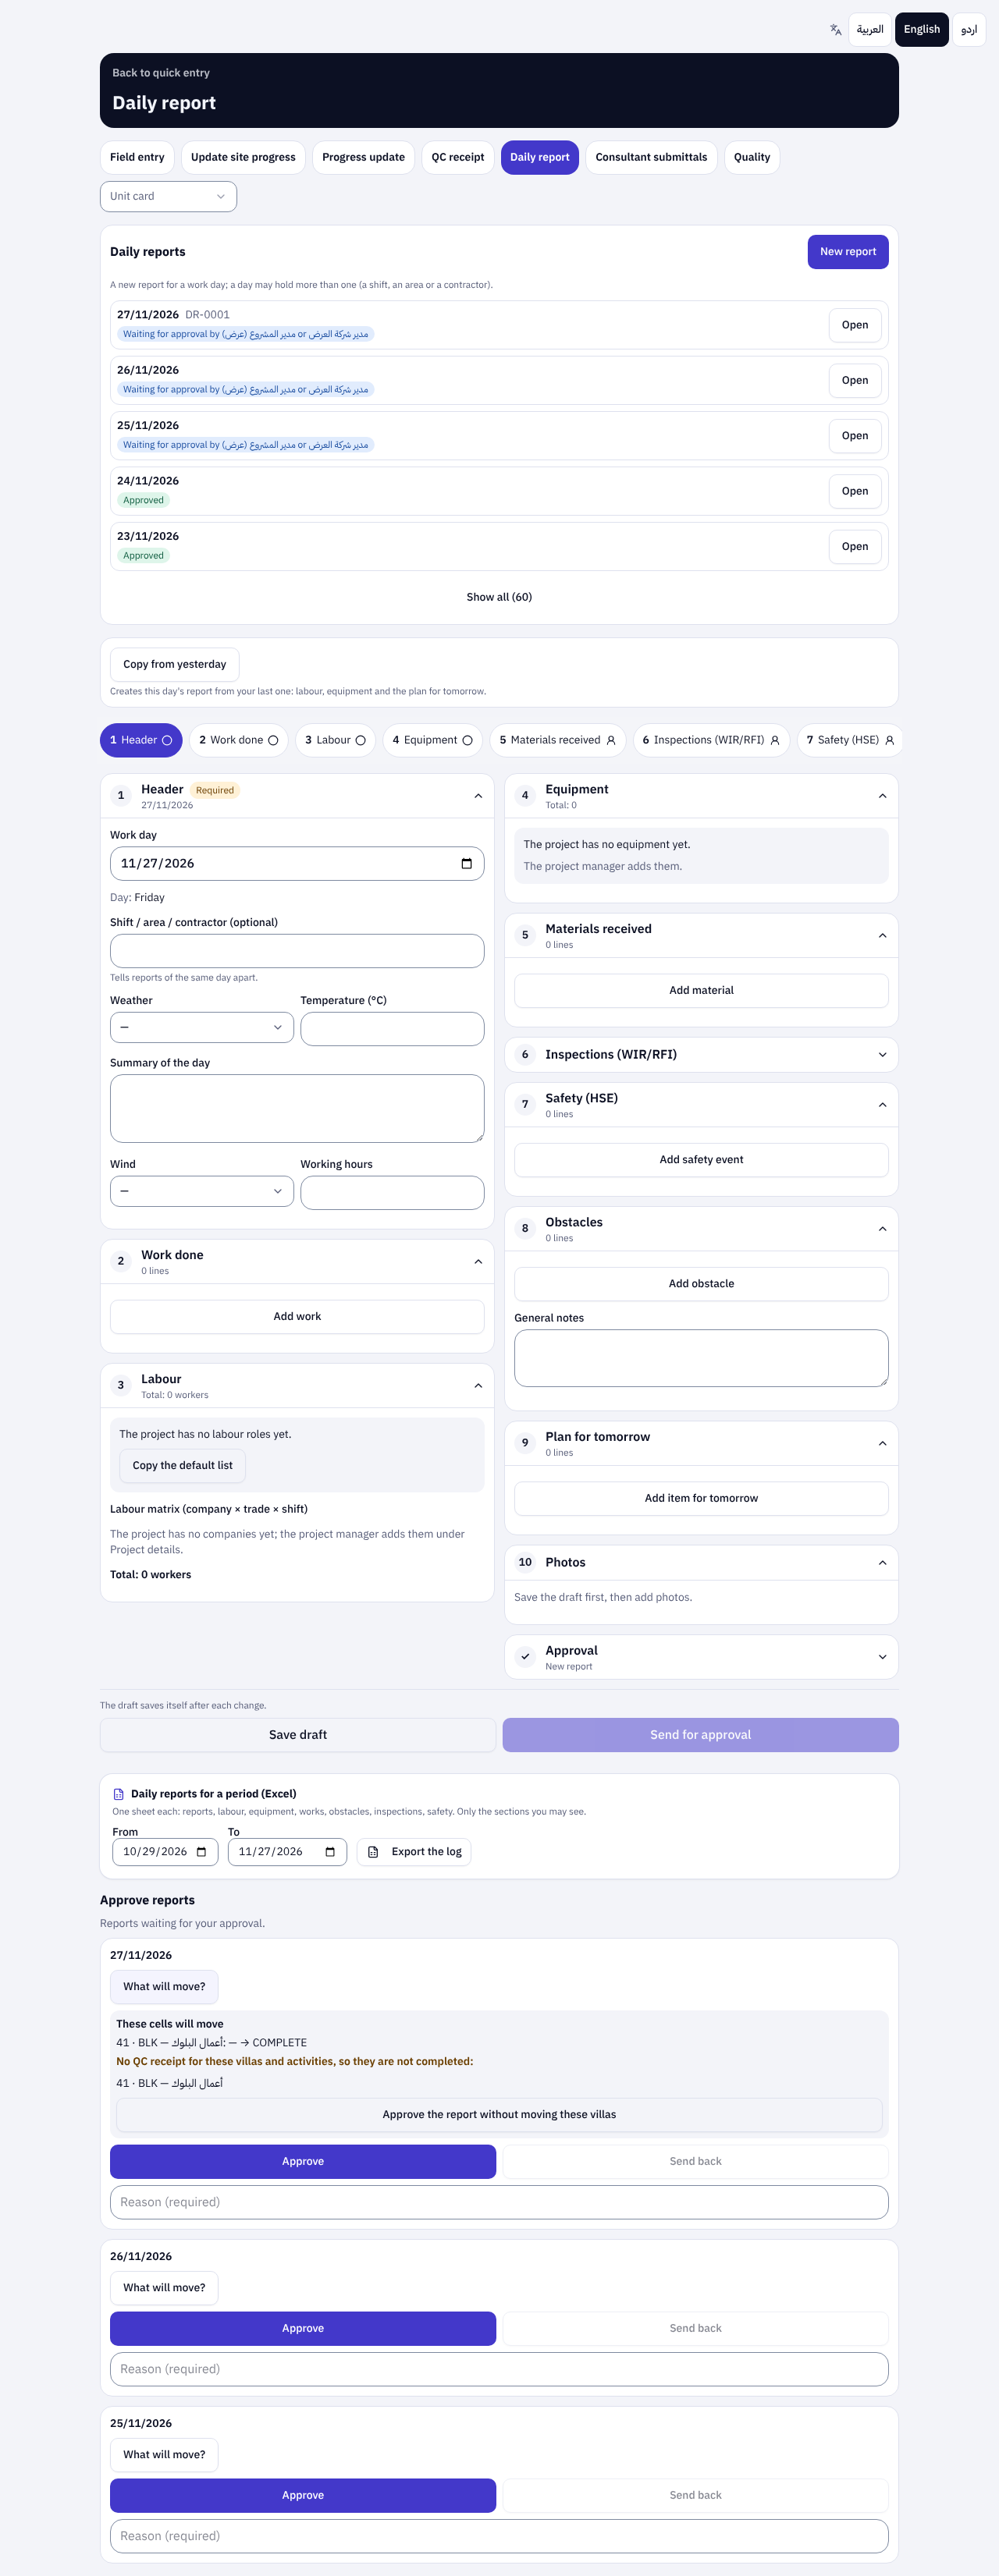 العربية
English
اردو
Back to quick entry
Daily report
Field entry
Update site progress
Progress update
QC receipt
Daily report
Consultant submittals
Quality
Unit card
Daily reports
New report
A new report for a work day; a day may hold more than one (a shift, an area or a contractor).
27/11/2026 DR-0001
Waiting for approval by مدير المشروع (عرض) or مدير شركة العرض
Open
26/11/2026
Waiting for approval by مدير المشروع (عرض) or مدير شركة العرض
Open
25/11/2026
Waiting for approval by مدير المشروع (عرض) or مدير شركة العرض
Open
24/11/2026
Approved
Open
23/11/2026
Approved
Open
Show all (60)
Copy from yesterday
Creates this day's report from your last one: labour, equipment and the plan for tomorrow.
1 Header
2 Work done
3 Labour
4 Equipment
5 Materials received
6 Inspections (WIR/RFI)
7 Safety (HSE)
1
Header Required
27/11/2026
Work day
11/27/2026
Day: Friday
Shift / area / contractor (optional)
Tells reports of the same day apart.
Weather
Temperature (°C)
—
Summary of the day
Wind
Working hours
—
2
Work done
0 lines
Add work
3
Labour
Total: 0 workers
The project has no labour roles yet.
Copy the default list
Labour matrix (company × trade × shift)
The project has no companies yet; the project manager adds them under
Project details.
Total: 0 workers
4
Equipment
Total: 0
The project has no equipment yet.
The project manager adds them.
5
Materials received
0 lines
Add material
6
Inspections (WIR/RFI)
7
Safety (HSE)
0 lines
Add safety event
8
Obstacles
0 lines
Add obstacle
General notes
9
Plan for tomorrow
0 lines
Add item for tomorrow
10
Photos
Save the draft first, then add photos.
Approval
New report
The draft saves itself after each change.
Save draft
Send for approval
Daily reports for a period (Excel)
One sheet each: reports, labour, equipment, works, obstacles, inspections, safety. Only the sections you may see.
From
To
10/29/2026
11/27/2026
Export the log
Approve reports
Reports waiting for your approval.
27/11/2026
What will move?
These cells will move
41 · BLK — أعمال البلوك: — → COMPLETE
No QC receipt for these villas and activities, so they are not completed:
41 · BLK — أعمال البلوك
Approve the report without moving these villas
Approve
Send back
Reason (required)
26/11/2026
What will move?
Approve
Send back
Reason (required)
25/11/2026
What will move?
Approve
Send back
Reason (required)